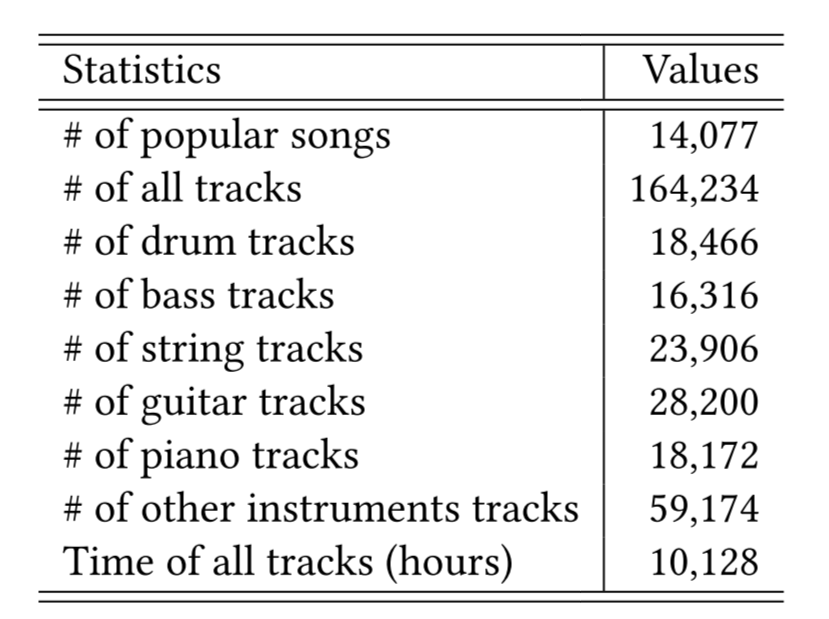 Statistics Values
# of popular songs 14,077
# of all tracks 164,234
# of drum tracks 18,466
# of bass tracks 16,316
# of string tracks 23,906
# of guitar tracks 28,200
# of piano tracks 18,172
# of other instruments tracks 59,174
Time of all tracks (hours) 10,128